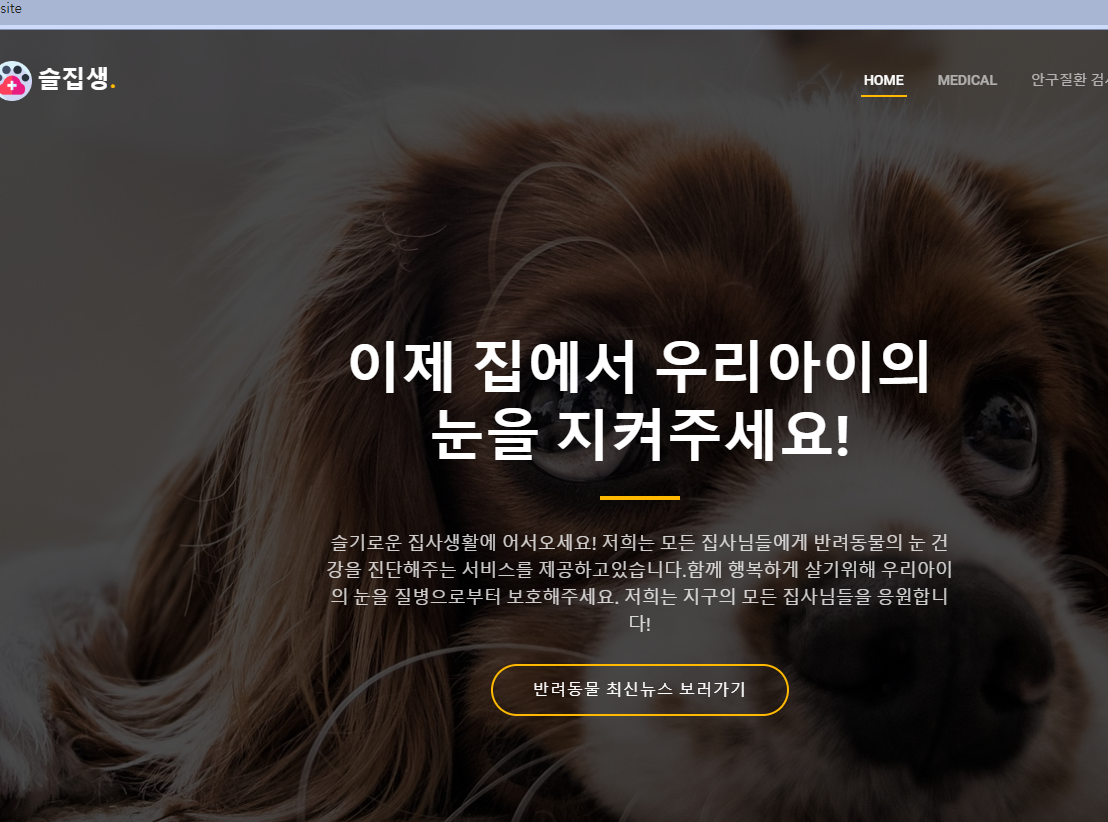 site
슬집생.
HOME MEDICAL 안구질환
이제 집에서 우리아이의
눈을 지켜주세요!
슬기로운 집사생활에 어서오세요! 저희는 모든 집사님들에게 반려동물의 눈 건
강을 진단해주는 서비스를 제공하고있습니다.함께 행복하게 살기위해 우리아이
의 눈을 질병으로부터 보호해주세요. 저희는 지구의 모든 집사님들을 응원합니
다!
반려동물 최신뉴스 보러가기